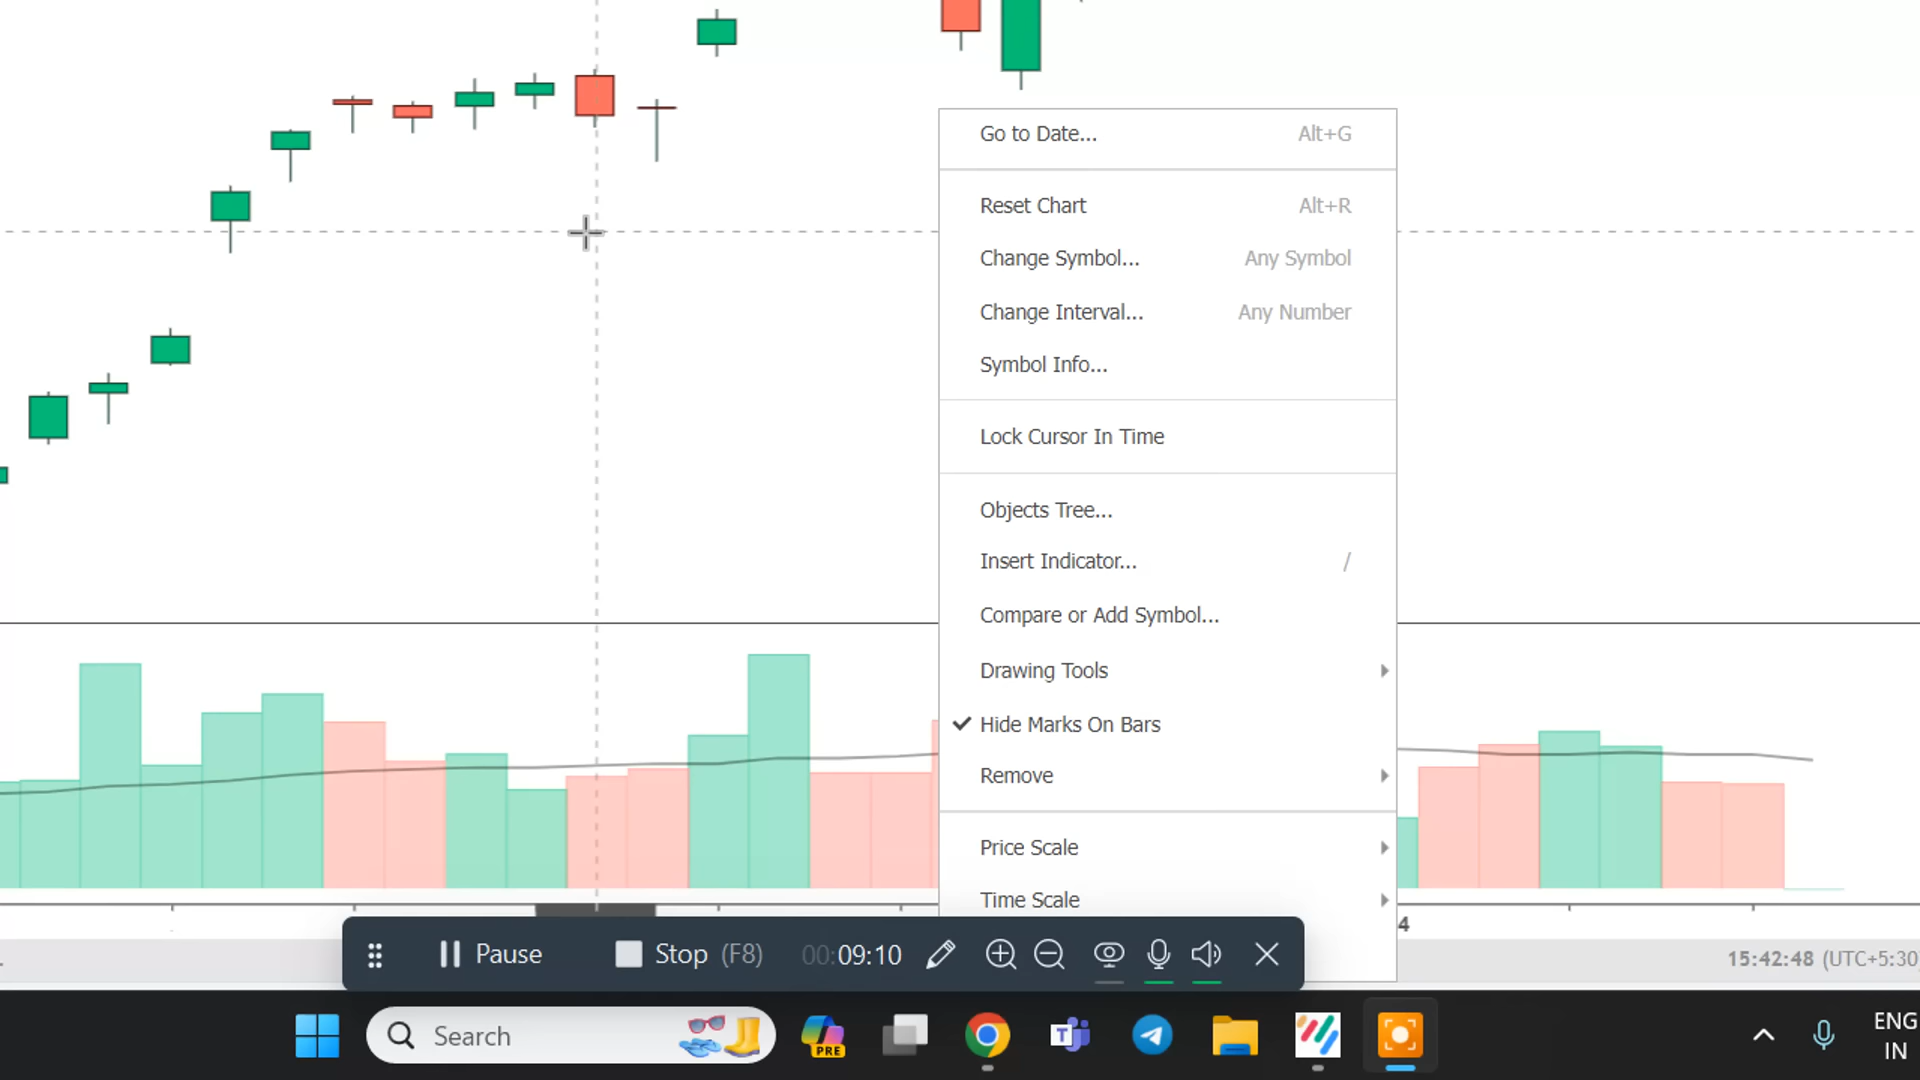 Go to Date... Alt+G
Reset Chart Alt+R
Change Symbol... Any Symbol
Change Interval... Any Number
Symbol Info...
Lock Cursor In Time
Objects Tree...
Insert Indicator... /
Compare or Add Symbol...
Drawing Tools
Hide Marks On Bars
Remove
Price Scale
Time Scale
4
Pause Stop (F8) 00:09:10
15:42:48 (UTC+5:30
Search
PRE
T
ENG
IN